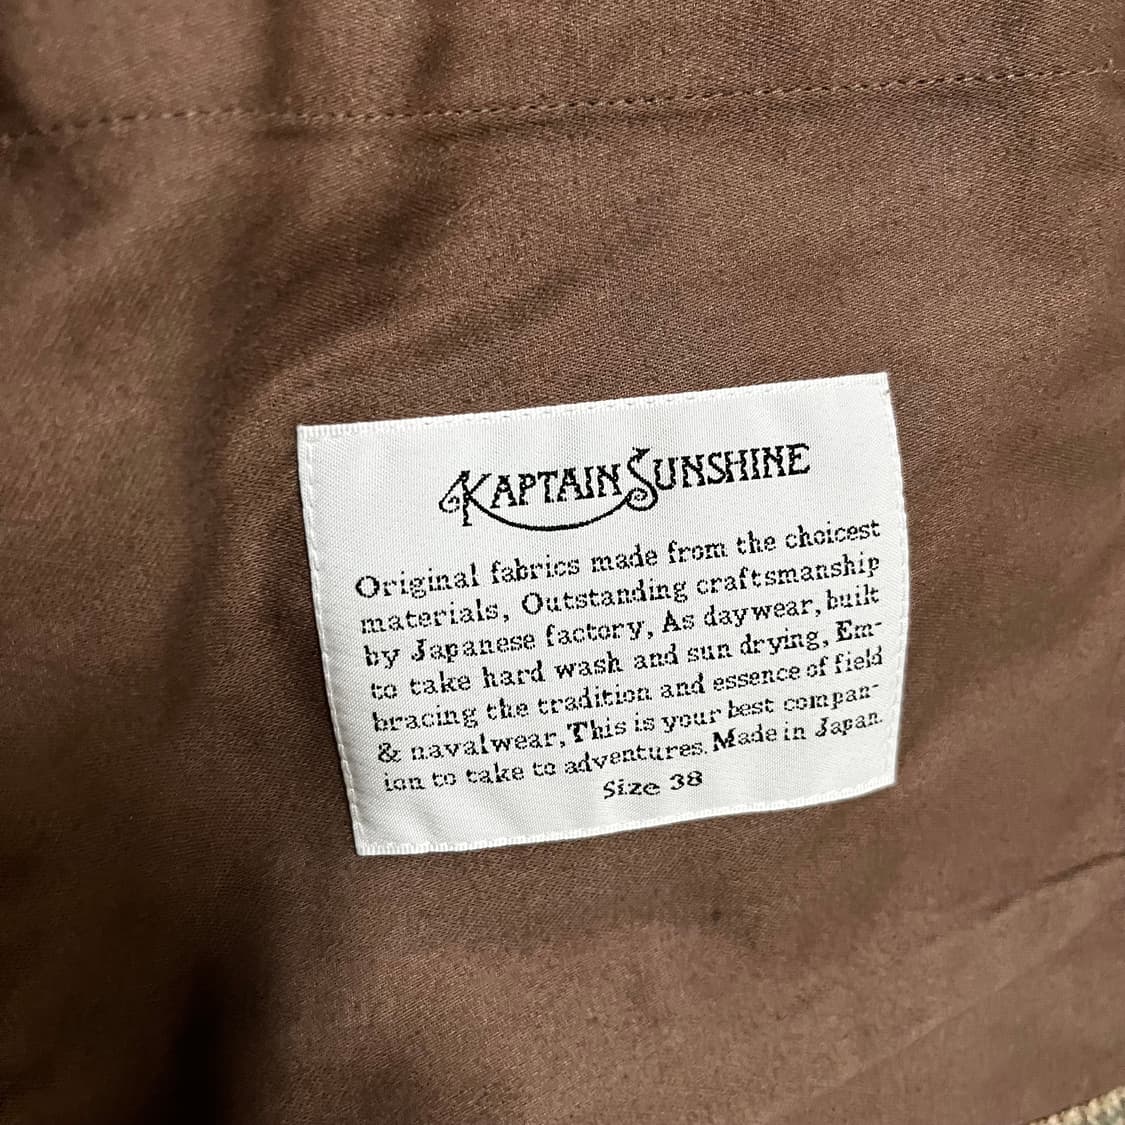 KAPTAIN SUNSHINE
Original fabrics made from the choicest
materials, Outstanding craftsmanship
by Japanese factory, As daywear, built
to take hard wash and sun drying, Em-
bracing the tradition and essence of field
& navalwear, This is your best compan-
ion to take to adventures. Made in Japan.
Size 38